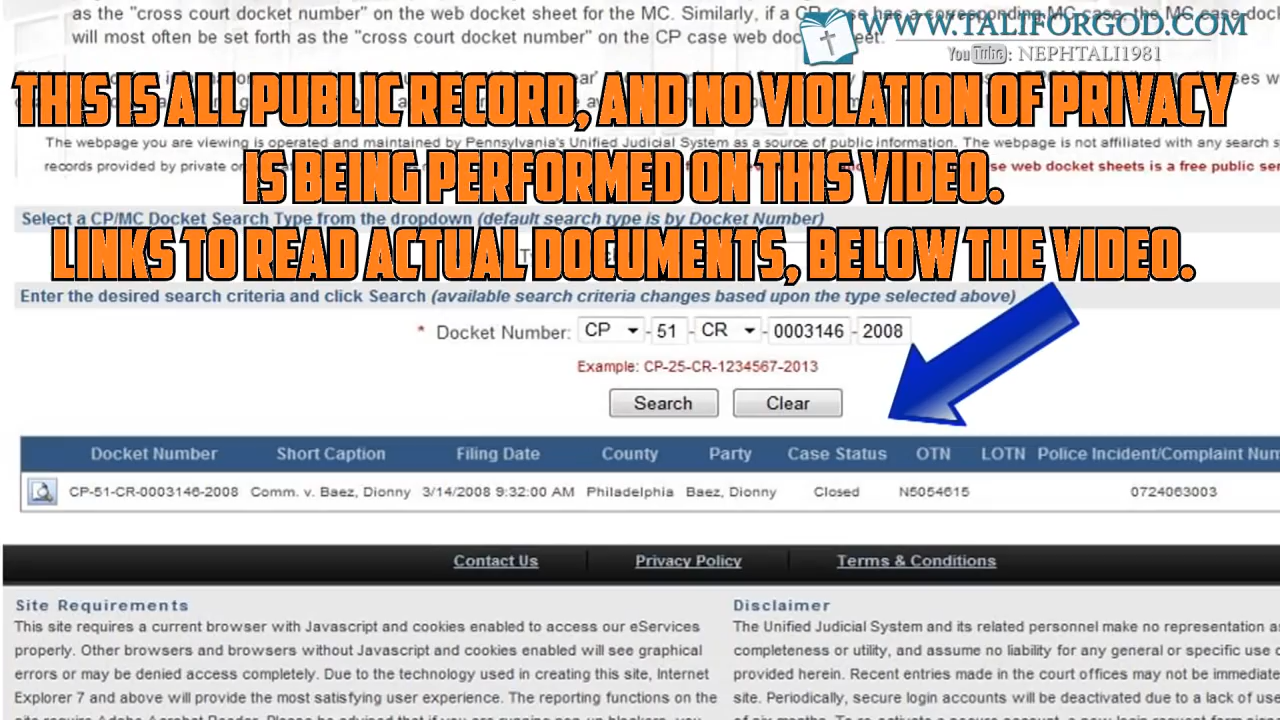 as the "cross court docket number" on the web docket sheet for the MC. Similarly, if a CR case has a corresponding MC case, the MC case docket
will most often be set forth as the "cross court docket number" on the CP case web docket sheet.
WWW.TALIFORGOD.COM
YouTube: NEPHTALI1981
THIS IS ALL PUBLIC RECORD, AND NO VIOLATION OF PRIVACY
The webpage you are viewing is operated and maintained by Pennsylvania's Unified Judicial System as a source of public information. The webpage is not affiliated with any search
records provided by private
web docket sheets is a free public
IS BEING PERFORMED ON THIS VIDEO.
Select a CP/MC Docket Search Type from the dropdown (default search type is by Docket Number)
LINKS TO READ ACTUAL DOCUMENTS, BELOW THE VIDEO.
Enter the desired search criteria and click Search (available search criteria changes based upon the type selected above)
* Docket Number: CP - 51 - CR - 0003146 - 2008
Example: CP-25-CR-1234567-2013
Search Clear
Docket Number Short Caption Filing Date County Party Case Status OTN LOTN Police Incident/Complaint Num
CP-51-CR-0003146-2008 Comm. v. Baez, Dionny 3/14/2008 9:32:00 AM Philadelphia Baez, Dionny Closed N5054615 0724063003
Contact Us Privacy Policy Terms & Conditions
Site Requirements
This site requires a current browser with Javascript and cookies enabled to access our eServices
properly. Other browsers and browsers without Javascript and cookies enabled will see graphical
errors or may be denied access completely. Due to the technology used in creating this site, Internet
Explorer 7 and above will provide the most satisfying user experience. The reporting functions on the
Disclaimer
The Unified Judicial System and its related personnel make no representation as
completeness or utility, and assume no liability for any general or specific use o
provided herein. Recent entries made in the court offices may not be immediate
site. Periodically, secure login accounts will be deactivated due to a lack of usa